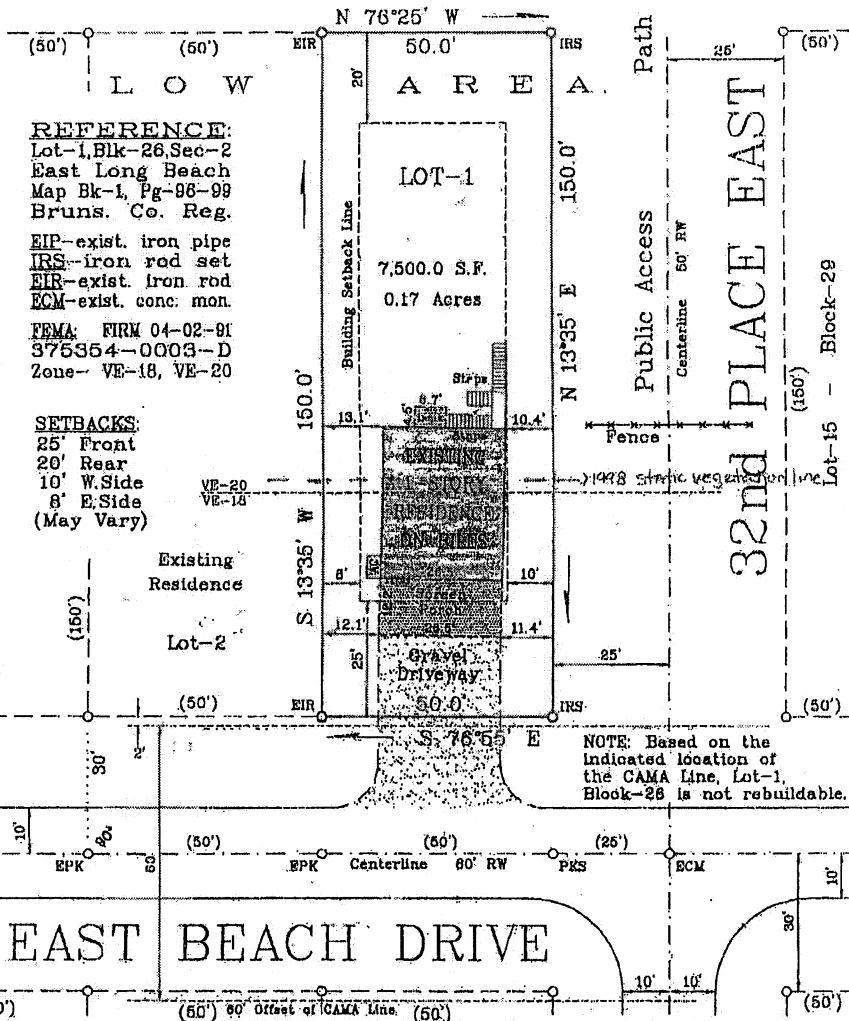 N 76°25' W
(50')
(50')
EIR
50.0'
IRS
Path
25'
(50')
LOW AREA
20'
REFERENCE:
Lot-1,Blk-26,Sec-2
East Long Beach
Map Bk-1, Pg-96-99
Bruns. Co. Reg.
EIP-exist. iron pipe
IRS-iron rod set
EIR-exist. iron rod
ECM-exist. conc. mon.
FEMA: FIRM 04-02-91
375354-0003-D
Zone- VE-18, VE-20
SETBACKS:
25' Front
20' Rear
10' W.Side
8' E.Side
(May Vary)
LOT-1
7,500.0 S.F.
0.17 Acres
Building Setback Line
150.0'
N 13°35' E
150.0'
S 13°35' W
Public Access
Centerline 50' RW
32nd PLACE EAST
Lot-15 - Block-29
(150')
Steps
13.1'
10.4'
Fence
EXISTING
1-STORY
RESIDENCE
ON PILES
1998 static vegetation line
VE-20
VE-18
Existing
Residence
Lot-2
(150')
AC
10'
Screen
Porch
12.1'
11.4'
25'
Gravel
Driveway
25'
(50')
EIR
50.0'
IRS
(50')
S 76°55' E
2'
30'
NOTE: Based on the
indicated location of
the CAMA Line, Lot-1,
Block-26 is not rebuildable.
10'
(50')
(50')
(25')
EPK
60'
EPK
Centerline 60' RW
PKS
ECM
10'
30'
EAST BEACH DRIVE
10'
10'
(50')
60' Offset of CAMA Line
(50')
(50')